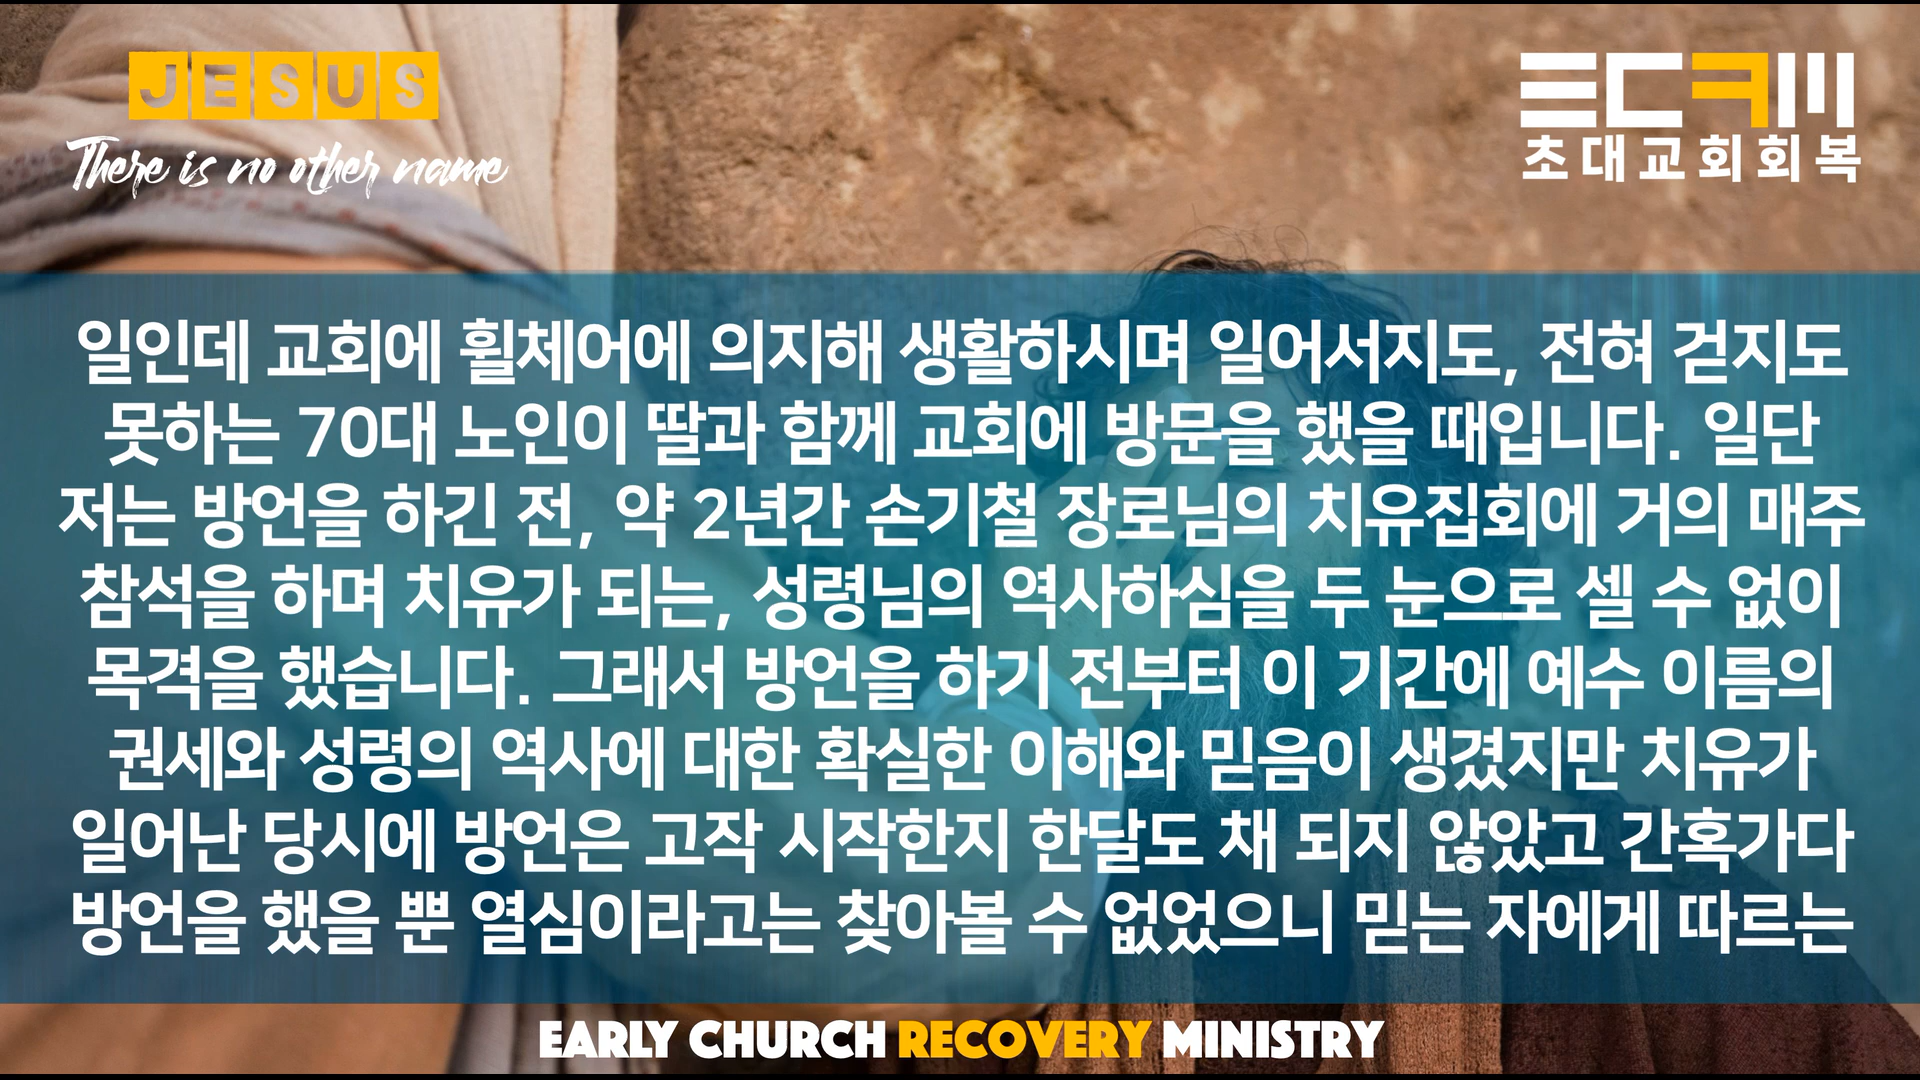 JESUS
There is no other name
초대교회회복
일인데 교회에 휠체어에 의지해 생활하시며 일어서지도, 전혀 걷지도
못하는 70대 노인이 딸과 함께 교회에 방문을 했을 때입니다. 일단
저는 방언을 하긴 전, 약 2년간 손기철 장로님의 치유집회에 거의 매주
참석을 하며 치유가 되는, 성령님의 역사하심을 두 눈으로 셀 수 없이
목격을 했습니다. 그래서 방언을 하기 전부터 이 기간에 예수 이름의
권세와 성령의 역사에 대한 확실한 이해와 믿음이 생겼지만 치유가
일어난 당시에 방언은 고작 시작한지 한달도 채 되지 않았고 간혹가다
방언을 했을 뿐 열심이라고는 찾아볼 수 없었으니 믿는 자에게 따르는
EARLY CHURCH RECOVERY MINISTRY